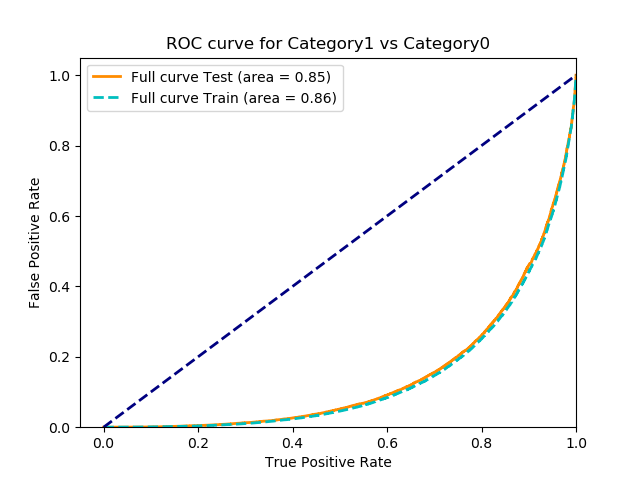 ROC curve for Category1 vs Category0
Full curve Test (area = 0.85)
Full curve Train (area = 0.86)
False Positive Rate
1.0
0.8
0.6
0.4
0.2
0.0
0.0 0.2 0.4 0.6 0.8 1.0
True Positive Rate